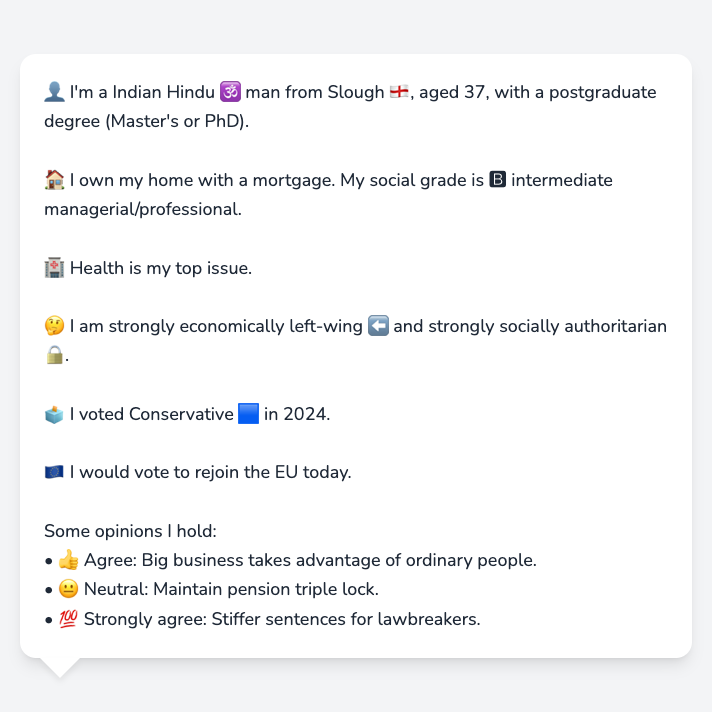 👤 I'm a Indian Hindu 🕉️ man from Slough 🏴󠁧󠁢󠁥󠁮󠁧󠁿, aged 37, with a postgraduate
degree (Master's or PhD).
🏠 I own my home with a mortgage. My social grade is 🅱 intermediate
managerial/professional.
🏥 Health is my top issue.
🤔 I am strongly economically left-wing ⬅️ and strongly socially authoritarian
🔒.
🗳️ I voted Conservative 🟦 in 2024.
🇪🇺 I would vote to rejoin the EU today.
Some opinions I hold:
• 👍 Agree: Big business takes advantage of ordinary people.
• 😐 Neutral: Maintain pension triple lock.
• 💯 Strongly agree: Stiffer sentences for lawbreakers.